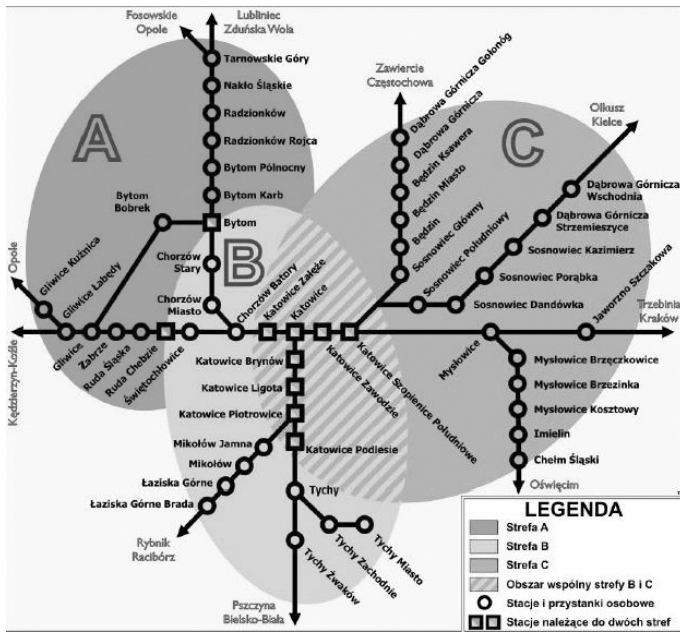 Fosowskie
Opole
Lubliniec
Zduńska Wola
Tarnowskie Góry
Nakło Śląskie
Radzionków
Radzionków Rojca
Bytom Północny
Bytom Karb
Bytom
Bytom
Bobrek
A
B
C
Chorzów
Stary
Chorzów
Miasto
Chorzów Batory
Katowice Załęże
Katowice
Opole
Gliwice Kuźnica
Gliwice Łabędy
Kędzierzyn-Koźle
Gliwice
Zabrze
Ruda Śląska
Ruda Chebzie
Świętochłowice
Zawiercie
Częstochowa
Dąbrowa Górnicza Gołonóg
Dąbrowa Górnicza
Będzin Ksawera
Będzin Miasto
Będzin
Sosnowiec Główny
Sosnowiec Południowy
Olkusz
Kielce
Dąbrowa Górnicza
Wschodnia
Dąbrowa Górnicza
Strzemieszyce
Sosnowiec Kazimierz
Sosnowiec Porąbka
Sosnowiec Dandówka
Jaworzno Szczakowa
Trzebinia
Kraków
Mysłowice
Katowice Szopienice Południowe
Katowice Zawodzie
Katowice Brynów
Katowice Ligota
Katowice Piotrowice
Katowice Podlesie
Mikołów Jamna
Mikołów
Łaziska Górne
Łaziska Górne Brada
Rybnik
Racibórz
Tychy
Tychy Zachodnie
Tychy Miasto
Tychy Żwaków
Pszczyna
Bielsko-Biała
Mysłowice Brzęczkowice
Mysłowice Brzezinka
Mysłowice Kosztowy
Imielin
Chełm Śląski
Oświęcim
LEGENDA
Strefa A
Strefa B
Strefa C
Obszar wspólny strefy B i C
Stacje i przystanki osobowe
Stacje należące do dwóch stref